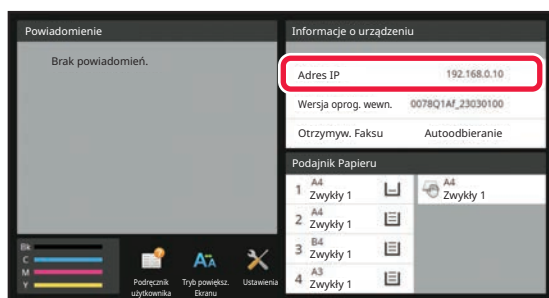 Powiadomienie
Brak powiadomień.
Bk
C
M
Y
Podręcznik
użytkownika
Tryb powiększ.
Ekranu
Ustawienia
Informacje o urządzeniu
Adres IP 192.168.0.10
Wersja oprog. wewn. 0078Q1Af_23030100
Otrzymyw. Faksu Autoodbieranie
Podajnik Papieru
1 A4
Zwykły 1
2 A4
Zwykły 1
3 B4
Zwykły 1
4 A3
Zwykły 1
A4
Zwykły 1